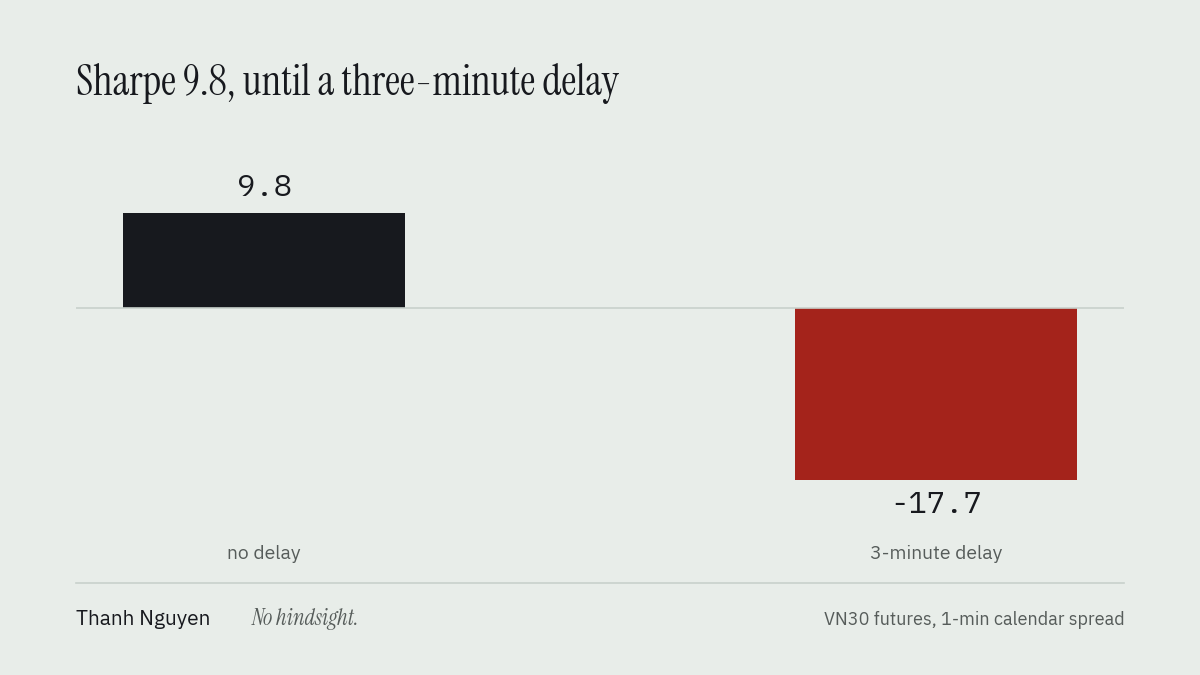 Sharpe 9.8, until a three-minute delay
9.8
-17.7
no delay
3-minute delay
Thanh Nguyen
No hindsight.
VN30 futures, 1-min calendar spread